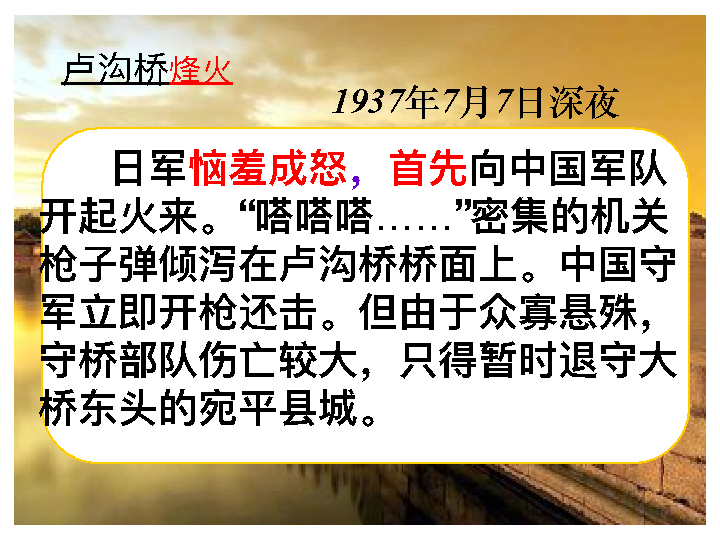 卢沟桥烽火
1937年7月7日深夜
日军恼羞成怒，首先向中国军队
开起火来。“嗒嗒嗒……”密集的机关
枪子弹倾泻在卢沟桥桥面上。中国守
军立即开枪还击。但由于众寡悬殊，
守桥部队伤亡较大，只得暂时退守大
桥东头的宛平县城。